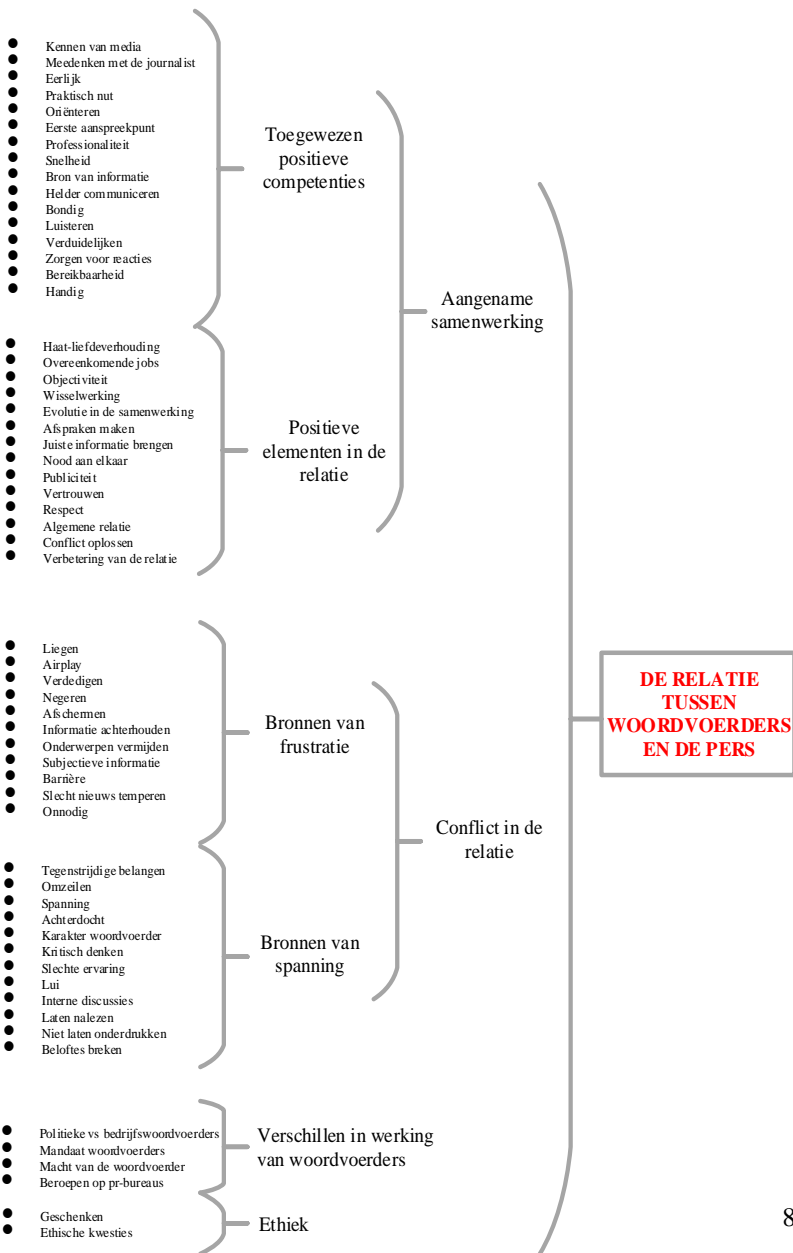 Kennen van media
Meedenken met de journalist
Eerlijk
Praktisch nut
Oriënteren
Eerste aanspreekpunt
Professionaliteit
Snelheid
Bron van informatie
Helder communiceren
Bondig
Luisteren
Verduidelijken
Zorgen voor reacties
Bereikbaarheid
Handig
Toegewezen
positieve
competenties
Haat-liefdeverhouding
Overeenkomende jobs
Objectiviteit
Wisselwerking
Evolutie in de samenwerking
Afspraken maken
Juiste informatie brengen
Nood aan elkaar
Publiciteit
Vertrouwen
Respect
Algemene relatie
Conflict oplossen
Verbetering van de relatie
Positieve
elementen in de
relatie
Aangename
samenwerking
Liegen
Airplay
Verdedigen
Negeren
Afschermen
Informatie achterhouden
Onderwerpen vermijden
Subjectieve informatie
Barrière
Slecht nieuws temperen
Onnodig
Bronnen van
frustratie
Tegenstrijdige belangen
Omzeilen
Spanning
Achterdocht
Karakter woordvoerder
Kritisch denken
Slechte ervaring
Lui
Interne discussies
Laten nalezen
Niet laten onderdrukken
Beloftes breken
Bronnen van
spanning
Conflict in de
relatie
Politieke vs bedrijfswoordvoerders
Mandaat woordvoerders
Macht van de woordvoerder
Beroepen op pr-bureaus
Verschillen in werking
van woordvoerders
Geschenken
Ethische kwesties
Ethiek
DE RELATIE
TUSSEN
WOORDVOERDERS
EN DE PERS
8